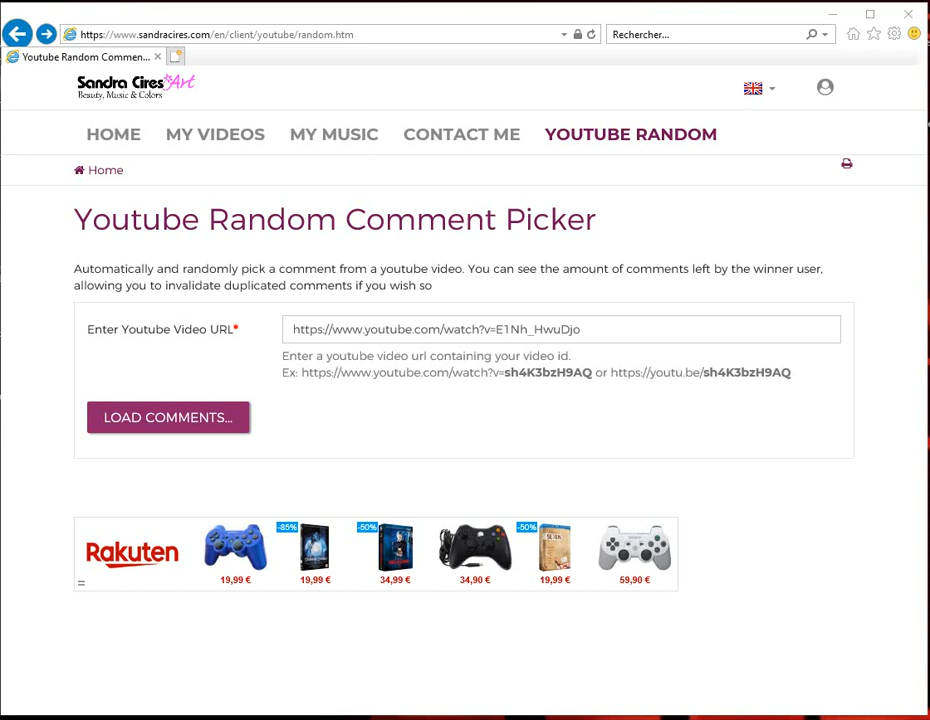 https://www.sandracires.com/en/client/youtube/random.htm
Rechercher...
Youtube Random Commen...
Sandra Cires Art
Beauty, Music & Colors
HOME MY VIDEOS MY MUSIC CONTACT ME YOUTUBE RANDOM
Home
Youtube Random Comment Picker
Automatically and randomly pick a comment from a youtube video. You can see the amount of comments left by the winner user,
allowing you to invalidate duplicated comments if you wish so
Enter Youtube Video URL*
https://www.youtube.com/watch?v=E1Nh_HwuDjo
Enter a youtube video url containing your video id.
Ex: https://www.youtube.com/watch?v=sh4K3bzH9AQ or https://youtu.be/sh4K3bzH9AQ
LOAD COMMENTS...
-85% -50% -50%
Rakuten
19,99 € 19,99 € 34,99 € 34,90 € 19,99 € 59,90 €